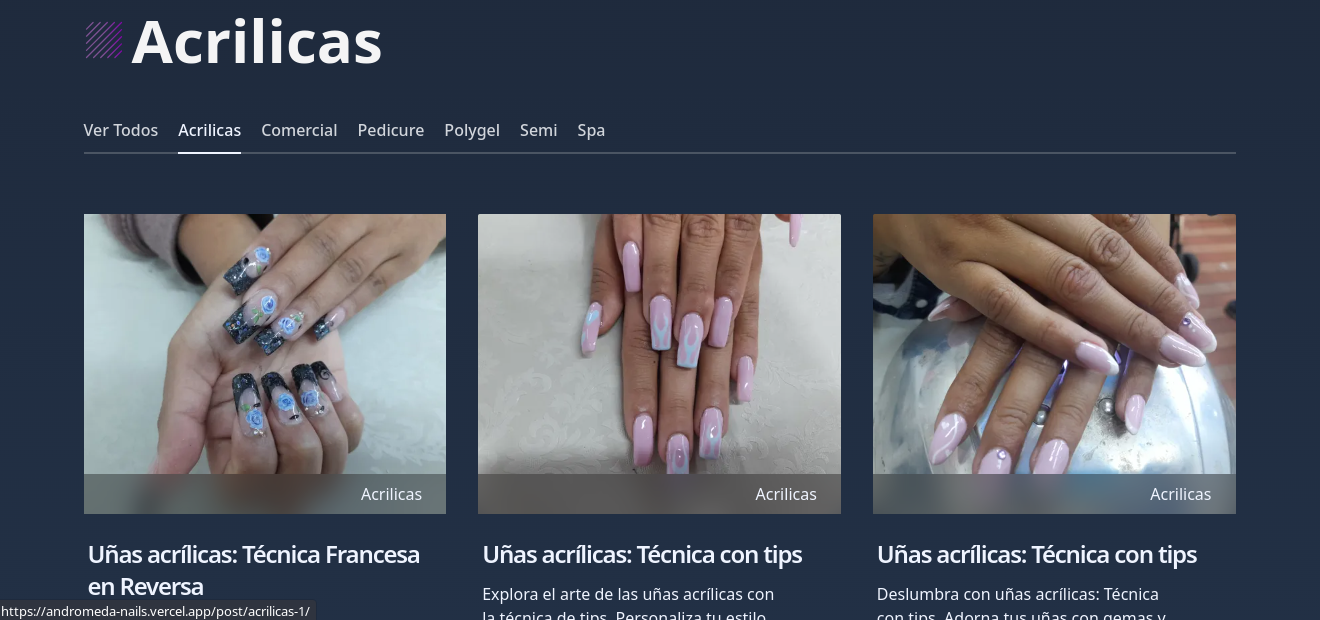 Acrilicas
Ver Todos Acrilicas Comercial Pedicure Polygel Semi Spa
Acrilicas
Acrilicas
Acrilicas
Uñas acrílicas: Técnica Francesa
en Reversa
Uñas acrílicas: Técnica con tips
Explora el arte de las uñas acrílicas con
la técnica de tips. Personaliza tu estilo
Uñas acrílicas: Técnica con tips
Deslumbra con uñas acrílicas: Técnica
con tips. Adorna tus uñas con gemas y
https://andromeda-nails.vercel.app/post/acrilicas-1/